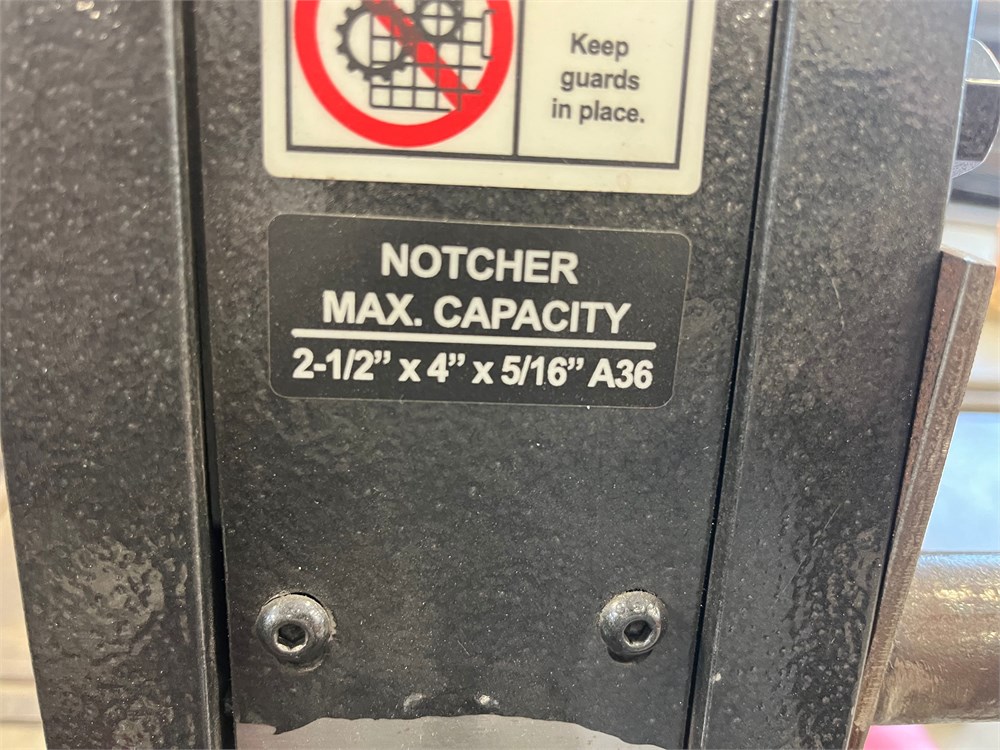 Keep
guards
in place.
NOTCHER
MAX. CAPACITY
2-1/2” x 4” x 5/16” A36